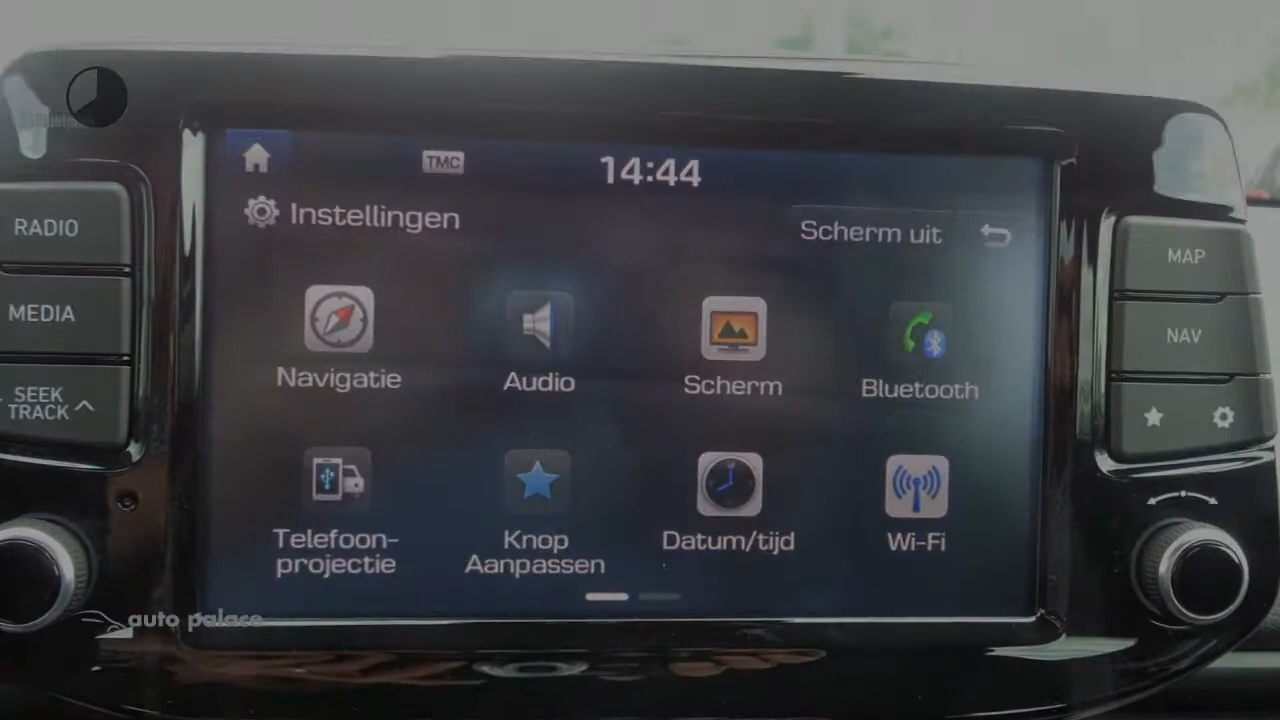 TMC
14:44
Instellingen
Scherm uit
RADIO
MEDIA
SEEK
TRACK
MAP
NAV
Navigatie
Audio
Scherm
Bluetooth
Telefoon-
projectie
Knop
Aanpassen
Datum/tijd
Wi-Fi
auto palace